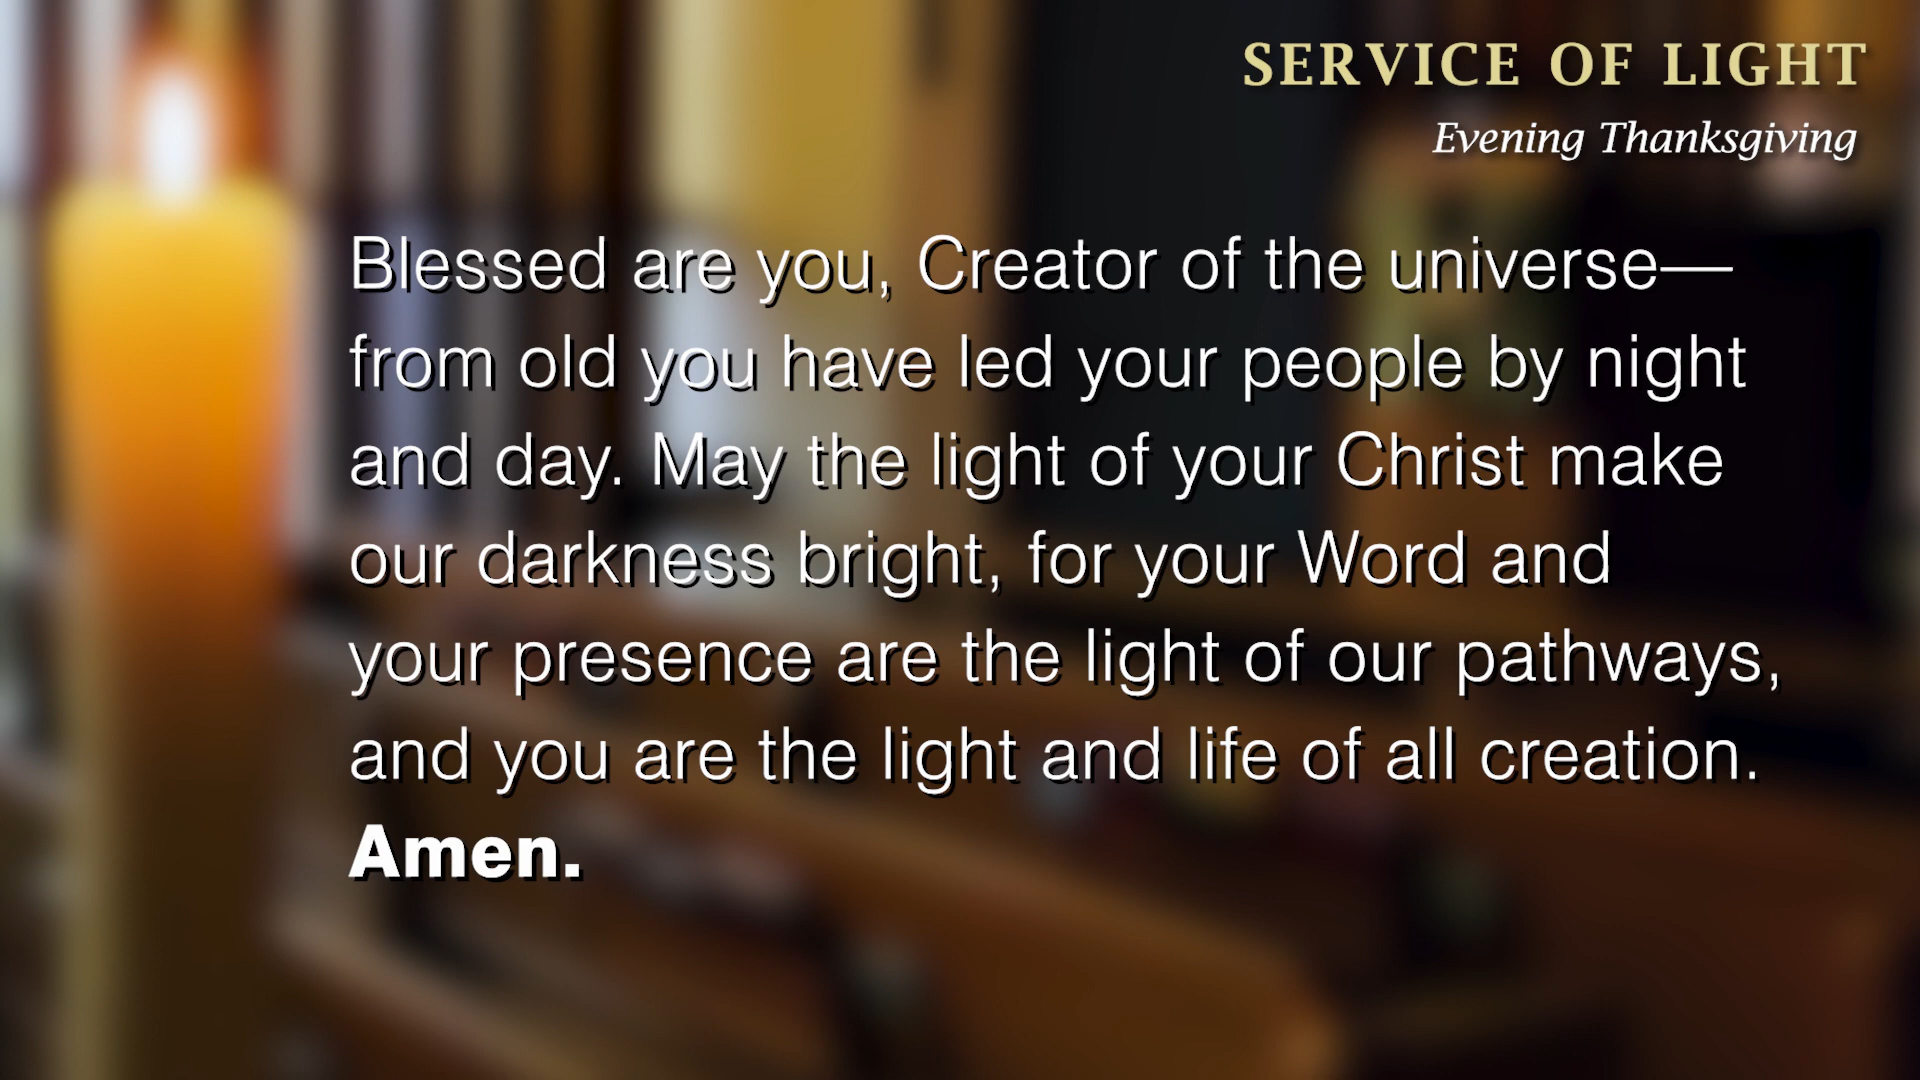 SERVICE OF LIGHT
Evening Thanksgiving
Blessed are you, Creator of the universe—
from old you have led your people by night
and day. May the light of your Christ make
our darkness bright, for your Word and
your presence are the light of our pathways,
and you are the light and life of all creation.
Amen.